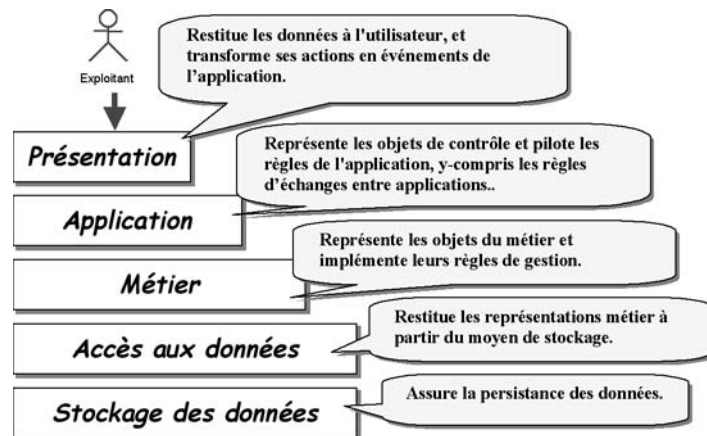 Restitue les données à l'utilisateur, et
transforme ses actions en événements de
l'application.
Exploitant
Présentation
Représente les objets de contrôle et pilote les
règles de l'application, y-compris les règles
d'échanges entre applications..
Application
Représente les objets du métier et
implémente leurs règles de gestion.
Métier
Restitue les représentations métier à
partir du moyen de stockage.
Accès aux données
Assure la persistance des données.
Stockage des données